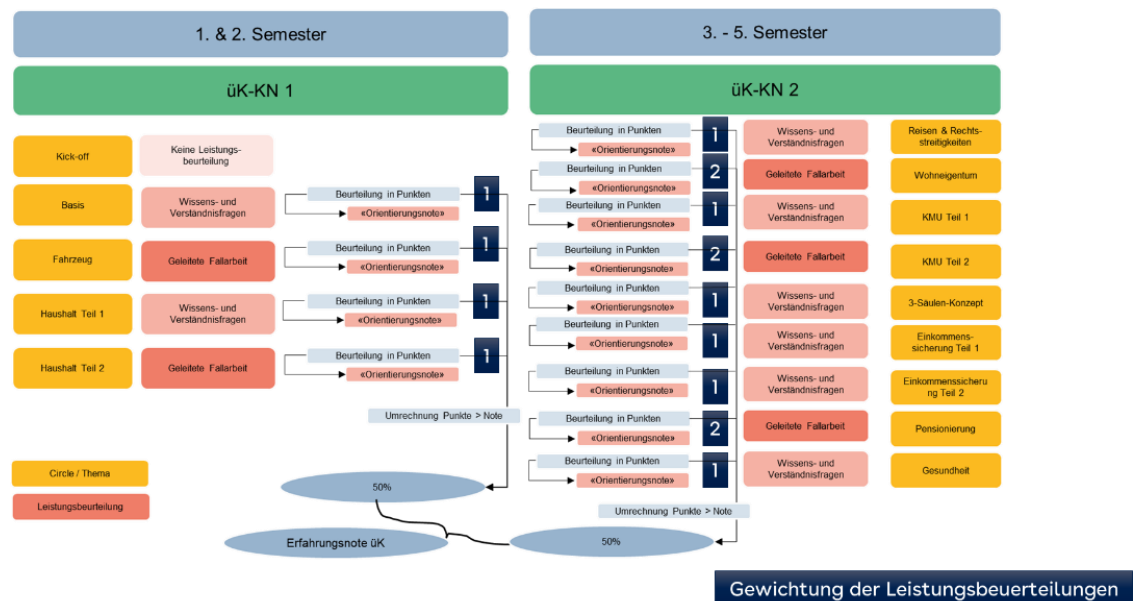 1. & 2. Semester
üK-KN 1
Kick-off
Keine Leistungs-
beurteilung
Basis
Wissens- und
Verständnisfragen
Beurteilung in Punkten
«Orientierungsnote»
1
Fahrzeug
Geleitete Fallarbeit
Beurteilung in Punkten
«Orientierungsnote»
1
Haushalt Teil 1
Wissens- und
Verständnisfragen
Beurteilung in Punkten
«Orientierungsnote»
1
Haushalt Teil 2
Geleitete Fallarbeit
Beurteilung in Punkten
«Orientierungsnote»
1
Umrechnung Punkte > Note
50%
Circle / Thema
Leistungsbeurteilung
Erfahrungsnote üK
3. - 5. Semester
üK-KN 2
Beurteilung in Punkten
«Orientierungsnote»
1
Wissens- und
Verständnisfragen
Reisen & Rechts-
streitigkeiten
Beurteilung in Punkten
«Orientierungsnote»
2
Geleitete Fallarbeit
Wohneigentum
Beurteilung in Punkten
«Orientierungsnote»
1
Wissens- und
Verständnisfragen
KMU Teil 1
Beurteilung in Punkten
«Orientierungsnote»
2
Geleitete Fallarbeit
KMU Teil 2
Beurteilung in Punkten
«Orientierungsnote»
1
Wissens- und
Verständnisfragen
3-Säulen-Konzept
Beurteilung in Punkten
«Orientierungsnote»
1
Wissens- und
Verständnisfragen
Einkommens-
sicherung Teil 1
Beurteilung in Punkten
«Orientierungsnote»
1
Wissens- und
Verständnisfragen
Einkommenssicheru
ng Teil 2
Beurteilung in Punkten
«Orientierungsnote»
2
Geleitete Fallarbeit
Pensionierung
Beurteilung in Punkten
«Orientierungsnote»
1
Wissens- und
Verständnisfragen
Gesundheit
Umrechnung Punkte > Note
50%
Gewichtung der Leistungsbeuerteilungen